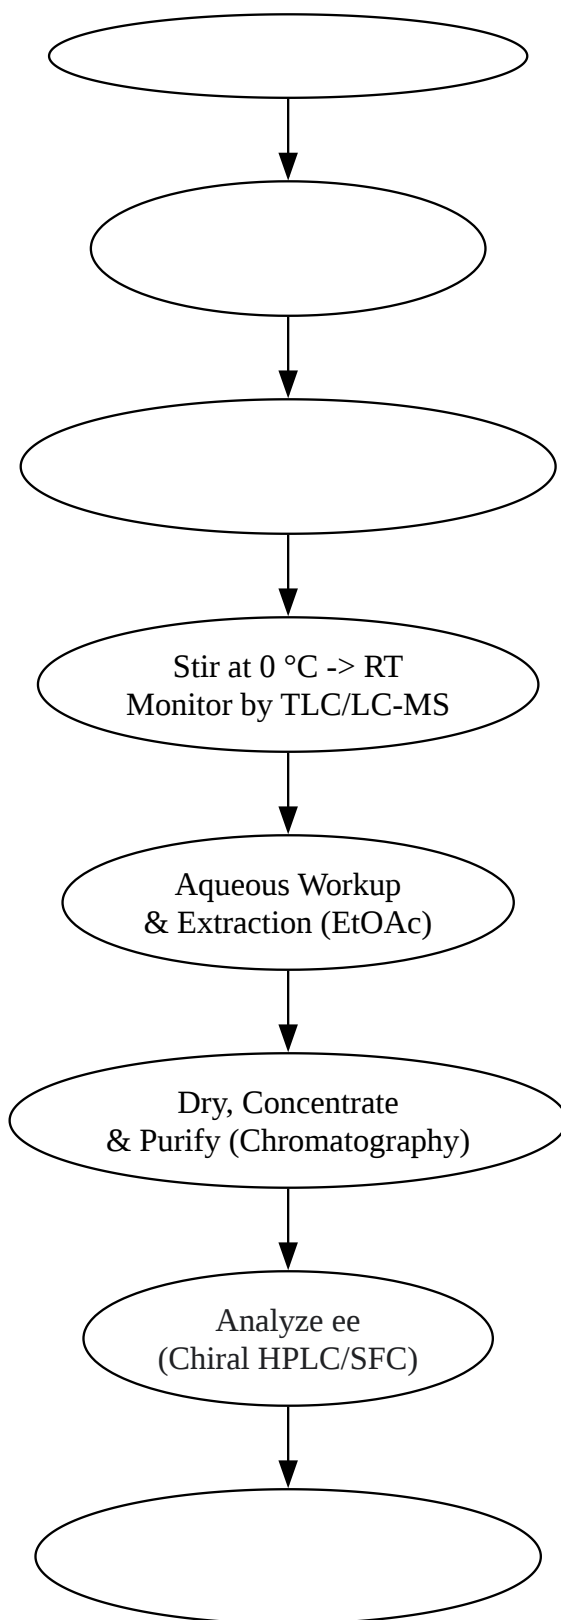 Stir at 0 °C -> RT
Monitor by TLC/LC-MS
Aqueous Workup
& Extraction (EtOAc)
Dry, Concentrate
& Purify (Chromatography)
Analyze ee
(Chiral HPLC/SFC)